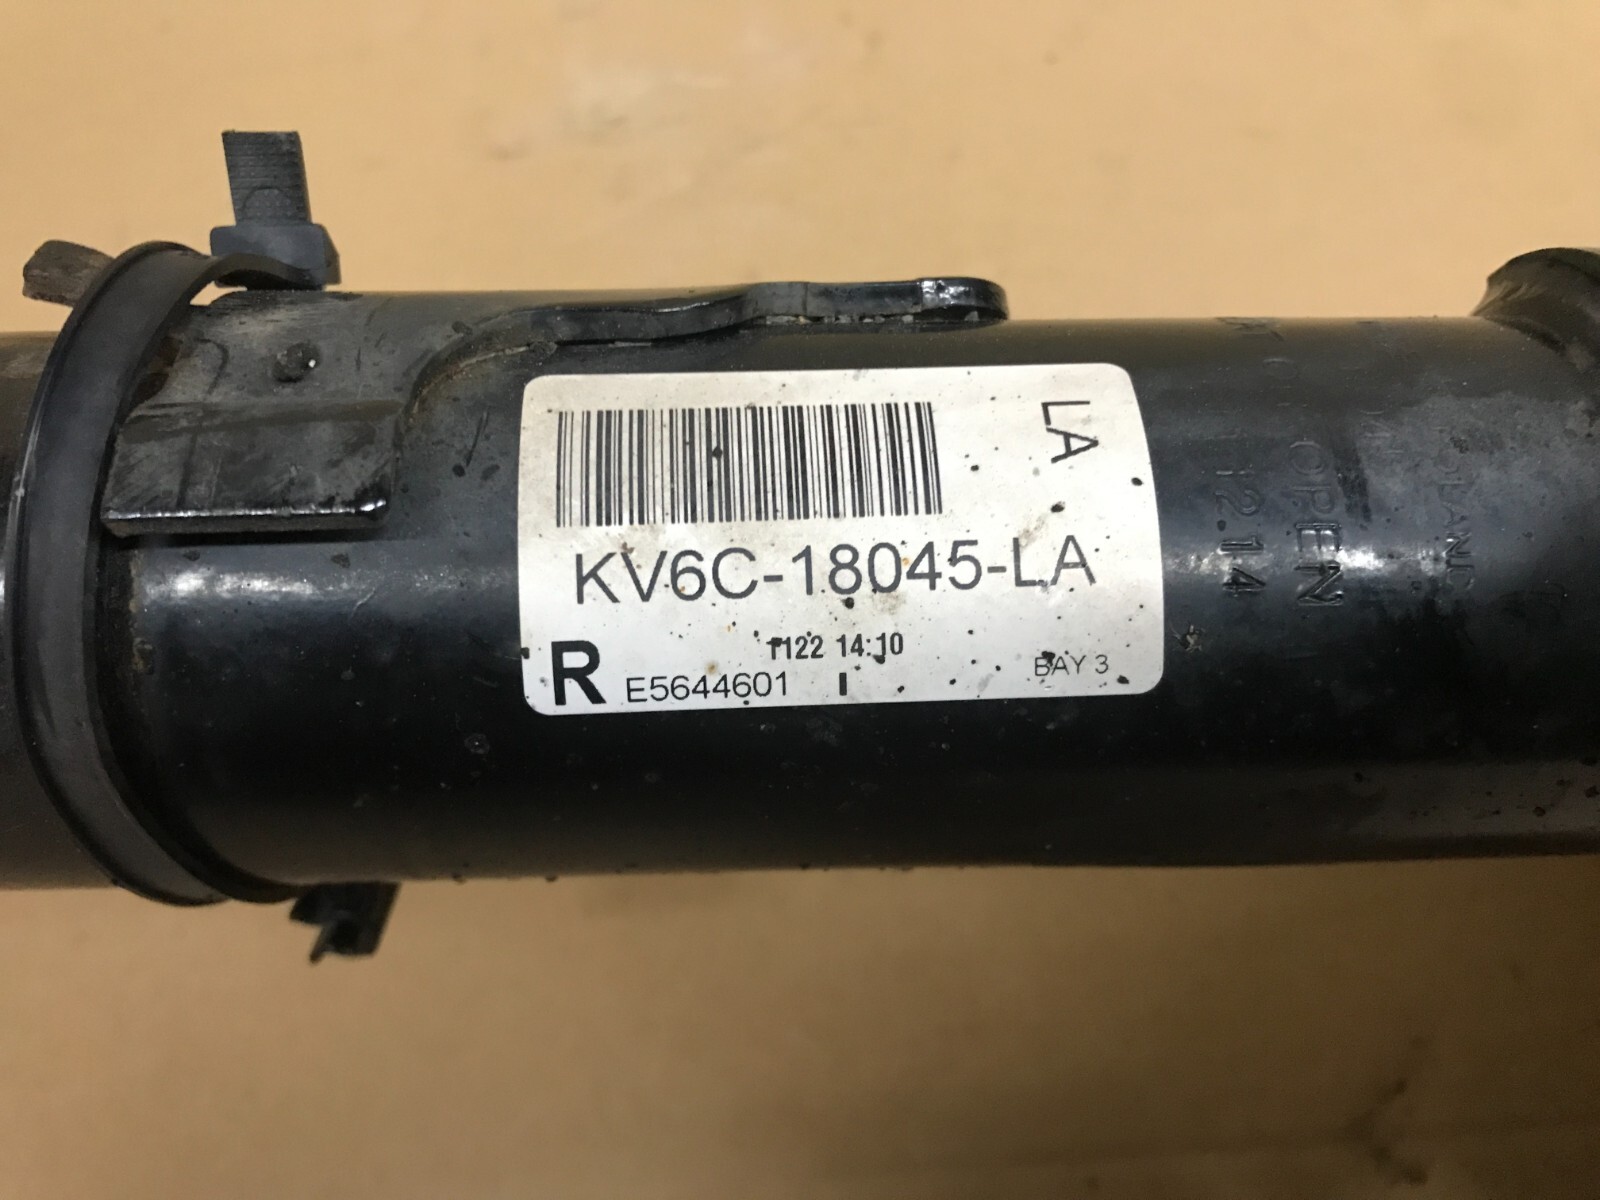 LA
KV6C-18045-LA
T122 14:10
R E5644601
BAY 3
OPEN
12.14